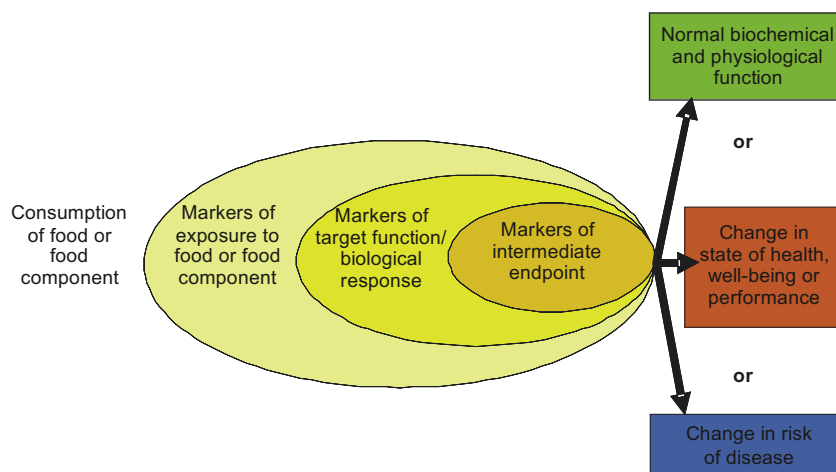 Normal biochemical
and physiological
function
or
Consumption
of food or
food
component
Markers of
exposure to
food or food
component
Markers of
target function/
biological
response
Markers of
intermediate
endpoint
Change in
state of health,
well-being or
performance
or
Change in risk
of disease